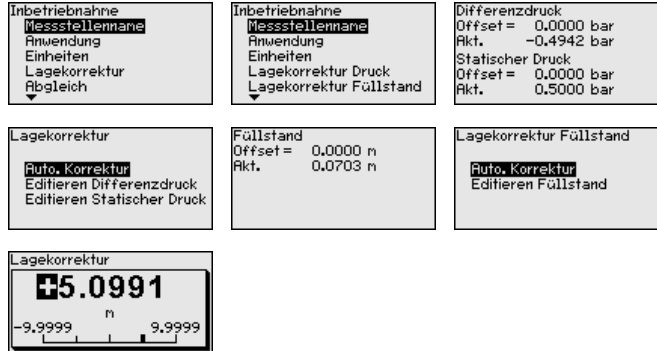 Inbetriebnahme
Messstellenname
Anwendung
Einheiten
Lagekorrektur
Abgleich
Inbetriebnahme
Messstellenname
Anwendung
Einheiten
Lagekorrektur Druck
Lagekorrektur Füllstand
Differenzdruck
Offset = 0.0000 bar
Akt. -0.4942 bar
Statischer Druck
Offset = 0.0000 bar
Akt. 0.5000 bar
Lagekorrektur
Auto. Korrektur
Editieren Differenzdruck
Editieren Statischer Druck
Füllstand
Offset = 0.0000 m
Akt. 0.0703 m
Lagekorrektur Füllstand
Auto. Korrektur
Editieren Füllstand
Lagekorrektur
+5.0991
m
-9.9999 9.9999